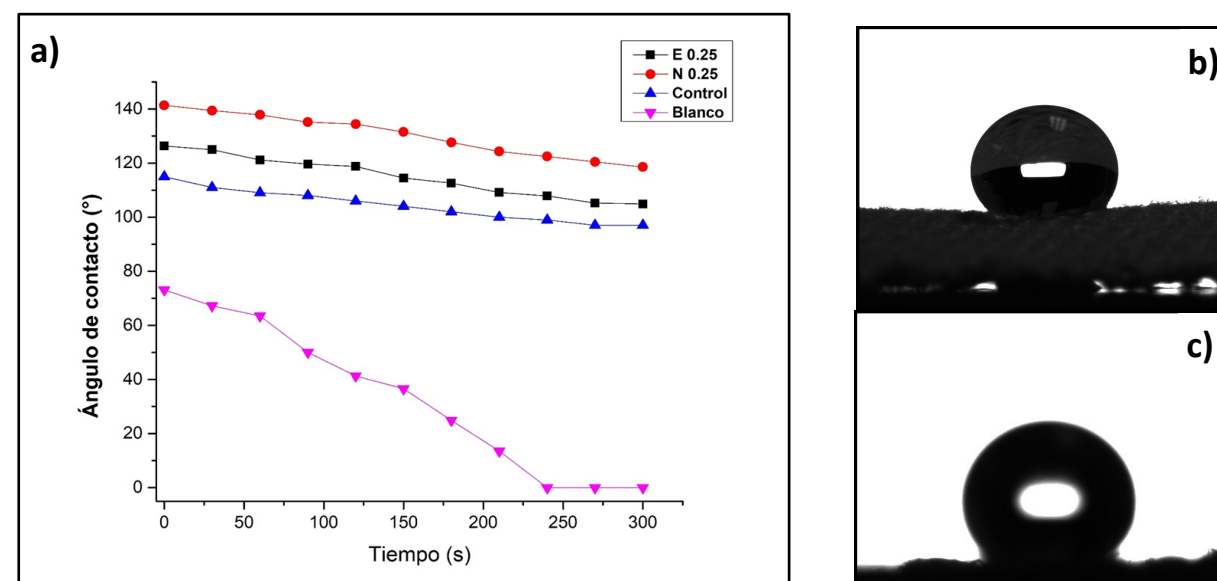 a)
E 0.25
N 0.25
Control
Blanco
140
120
100
80
60
40
20
0
Ángulo de contacto (°)
0 50 100 150 200 250 300
Tiempo (s)
b)
c)